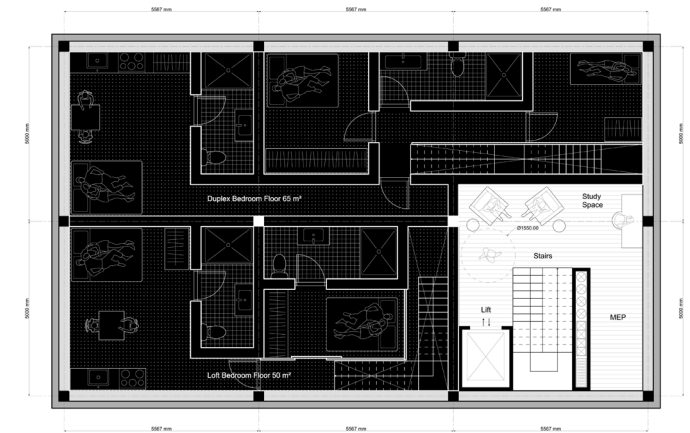 5567 mm
5567 mm
5567 mm
5000 mm
5000 mm
Duplex Bedroom Floor 65 m²
Study
Space
Ø1550.00
Stairs
5000 mm
5000 mm
Lift
MEP
Loft Bedroom Floor 50 m²
5567 mm
5567 mm
5567 mm